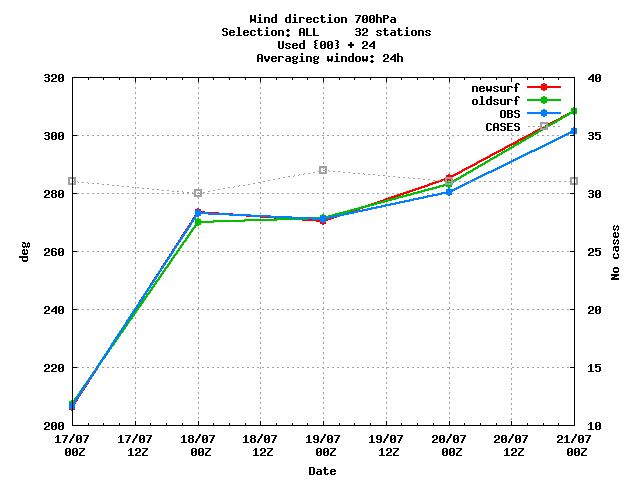 Wind direction 700hPa
Selection: ALL     32 stations
Used {00} + 24
Averaging window: 24h
320 40
newsurf
oldsurf
OBS
CASES
300 35
280 30
deg
No cases
260 25
240 20
220 15
200 10
17/07 17/07 18/07 18/07 19/07 19/07 20/07 20/07 21/07
00Z 12Z 00Z 12Z 00Z 12Z 00Z 12Z 00Z
Date